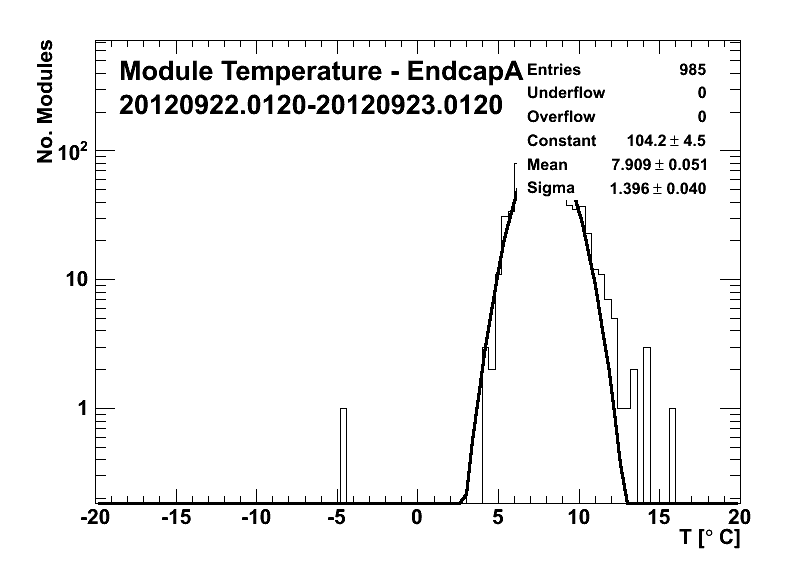 No. Modules
Module Temperature - EndcapA
20120922.0120-20120923.0120
Entries 985
Underflow 0
Overflow 0
Constant 104.2 ± 4.5
Mean 7.909 ± 0.051
Sigma 1.396 ± 0.040
10²
10
1
-20 -15 -10 -5 0 5 10 15 20
T [° C]